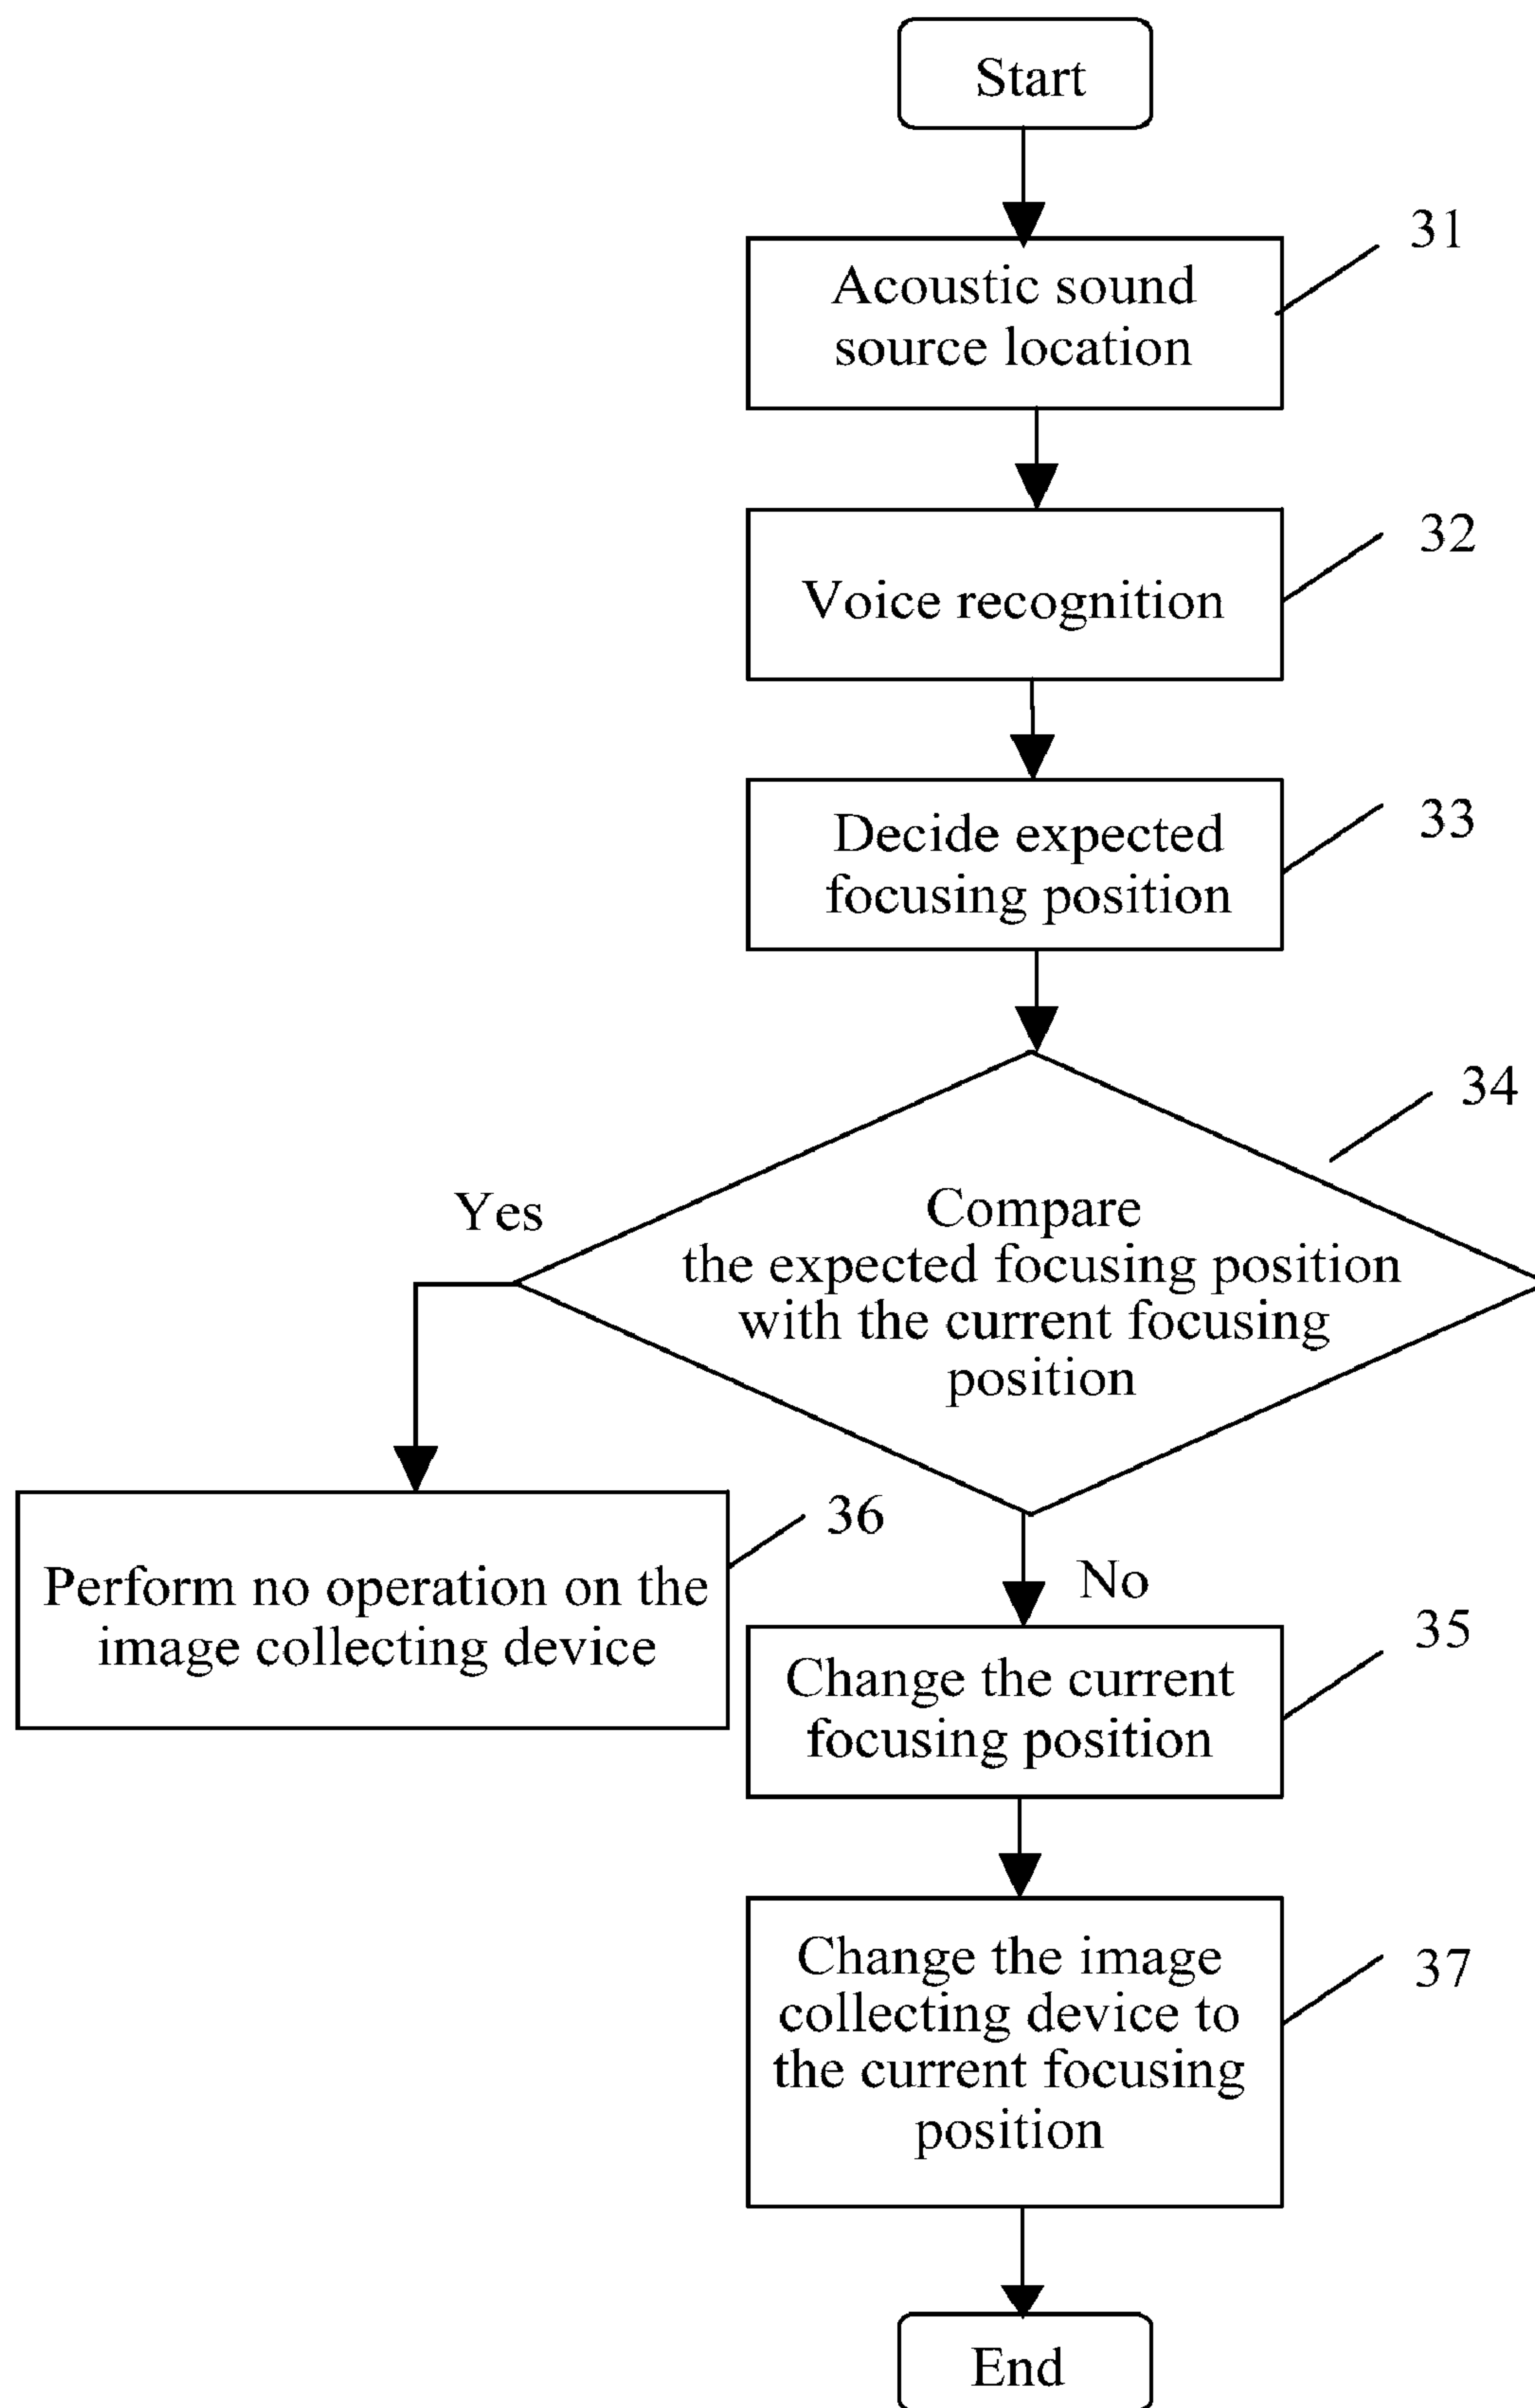 Start
31
Acoustic sound
source location
32
Voice recognition
33
Decide expected
focusing position
34
Yes
Compare
the expected focusing position
with the current focusing
position
36
Perform no operation on the
image collecting device
No
35
Change the current
focusing position
37
Change the image
collecting device to
the current focusing
position
End